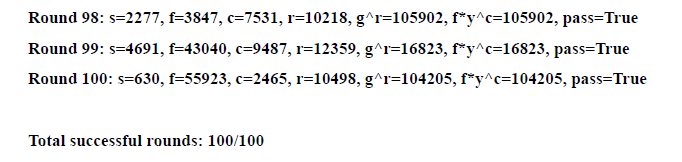 Round 98: s=2277, f=3847, c=7531, r=10218, g^r=105902, f*y^c=105902, pass=True
Round 99: s=4691, f=43040, c=9487, r=12359, g^r=16823, f*y^c=16823, pass=True
Round 100: s=630, f=55923, c=2465, r=10498, g^r=104205, f*y^c=104205, pass=True
Total successful rounds: 100/100